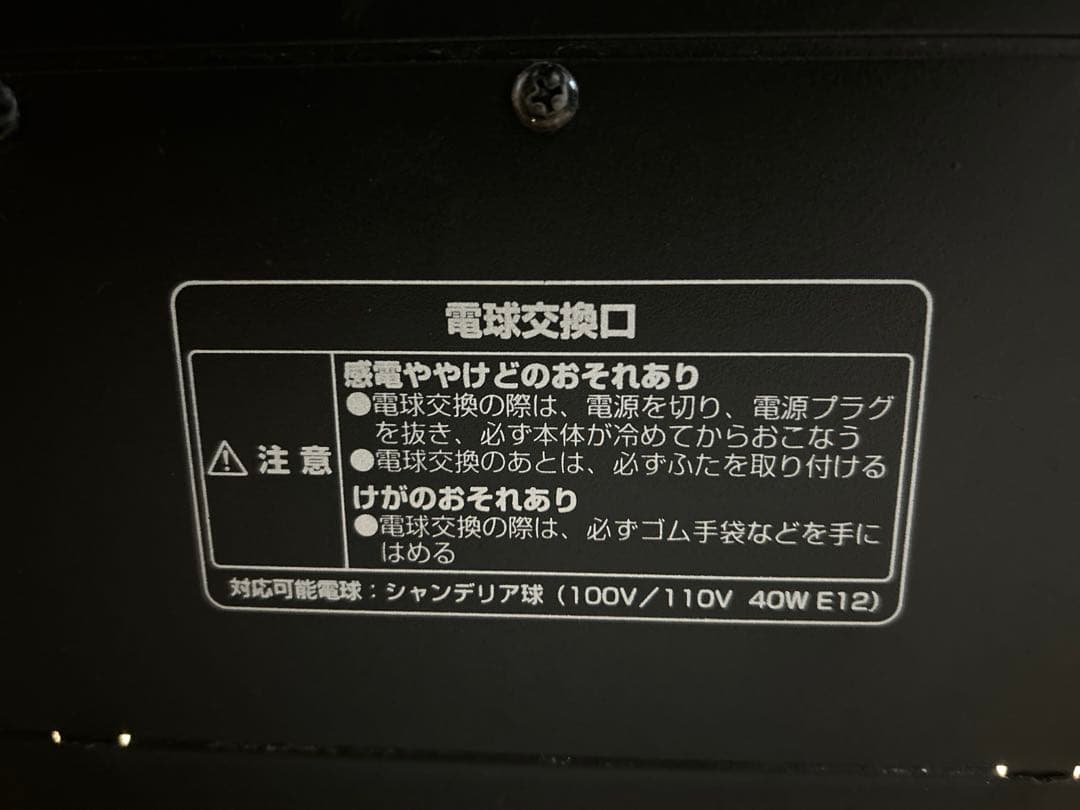 電球交換口
⚠注意
感電ややけどのおそれあり
●電球交換の際は、電源を切り、電源プラグ
を抜き、必ず本体が冷めてからおこなう
●電球交換のあとは、必ずふたを取り付ける
けがのおそれあり
●電球交換の際は、必ずゴム手袋などを手に
はめる
対応可能電球：シャンデリア球（100V／110V 40W E12）